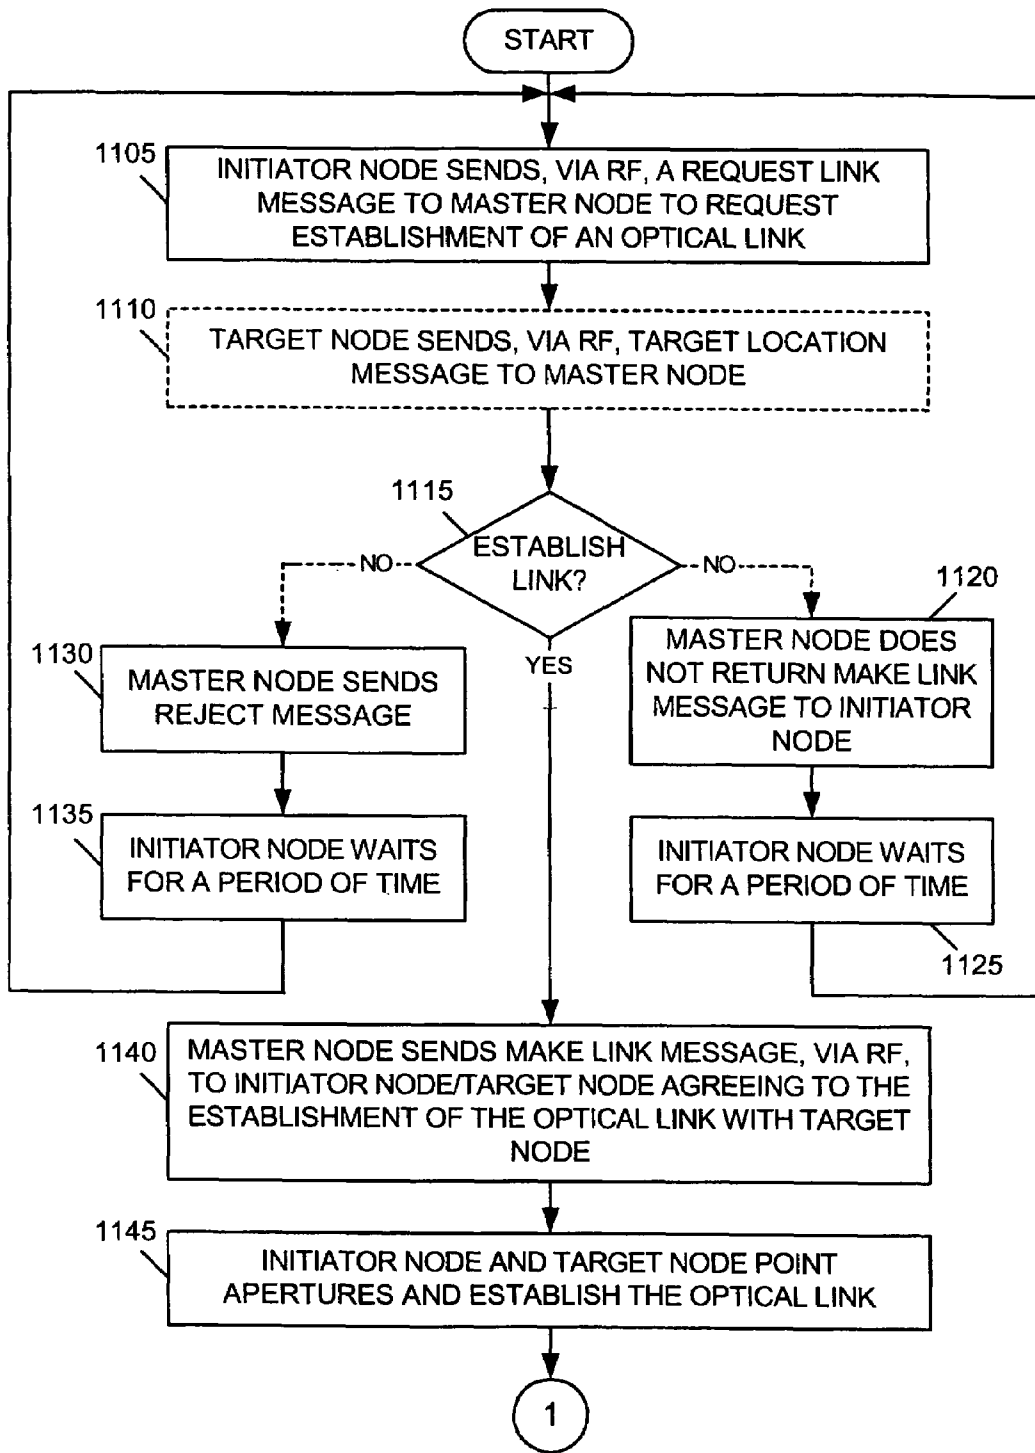 START
1105
INITIATOR NODE SENDS, VIA RF, A REQUEST LINK
MESSAGE TO MASTER NODE TO REQUEST
ESTABLISHMENT OF AN OPTICAL LINK
1110
TARGET NODE SENDS, VIA RF, TARGET LOCATION
MESSAGE TO MASTER NODE
1115
ESTABLISH
LINK?
NO
NO
YES
1130
MASTER NODE SENDS
REJECT MESSAGE
1120
MASTER NODE DOES
NOT RETURN MAKE LINK
MESSAGE TO INITIATOR
NODE
1135
INITIATOR NODE WAITS
FOR A PERIOD OF TIME
INITIATOR NODE WAITS
FOR A PERIOD OF TIME
1125
1140
MASTER NODE SENDS MAKE LINK MESSAGE, VIA RF,
TO INITIATOR NODE/TARGET NODE AGREEING TO THE
ESTABLISHMENT OF THE OPTICAL LINK WITH TARGET
NODE
1145
INITIATOR NODE AND TARGET NODE POINT
APERTURES AND ESTABLISH THE OPTICAL LINK
1